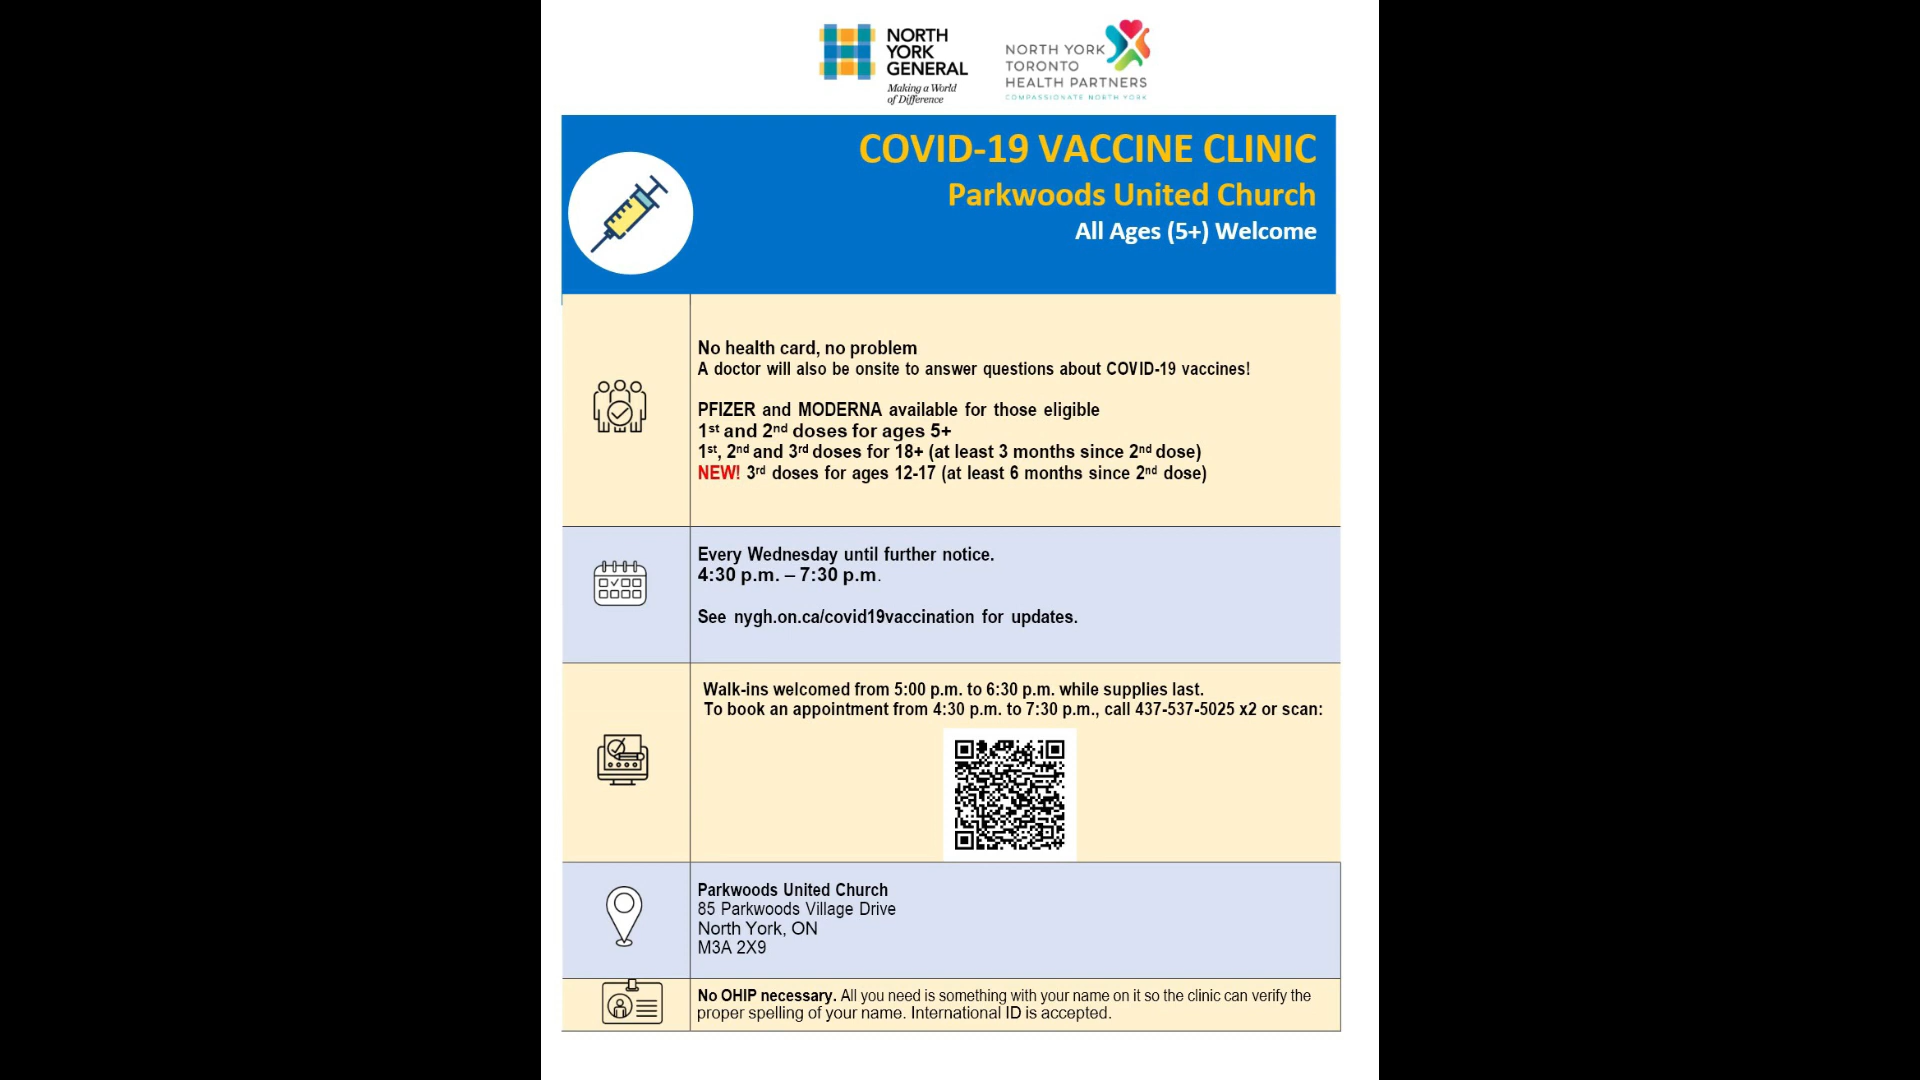 NORTH
YORK
GENERAL
Making a World
of Difference
NORTH YORK
TORONTO
HEALTH PARTNERS
COMPASSIONATE NORTH YORK
COVID-19 VACCINE CLINIC
Parkwoods United Church
All Ages (5+) Welcome
No health card, no problem
A doctor will also be onsite to answer questions about COVID-19 vaccines!
PFIZER and MODERNA available for those eligible
1st and 2nd doses for ages 5+
1st, 2nd and 3rd doses for 18+ (at least 3 months since 2nd dose)
NEW! 3rd doses for ages 12-17 (at least 6 months since 2nd dose)
Every Wednesday until further notice.
4:30 p.m. – 7:30 p.m.
See nygh.on.ca/covid19vaccination for updates.
Walk-ins welcomed from 5:00 p.m. to 6:30 p.m. while supplies last.
To book an appointment from 4:30 p.m. to 7:30 p.m., call 437-537-5025 x2 or scan:
Parkwoods United Church
85 Parkwoods Village Drive
North York, ON
M3A 2X9
No OHIP necessary. All you need is something with your name on it so the clinic can verify the
proper spelling of your name. International ID is accepted.